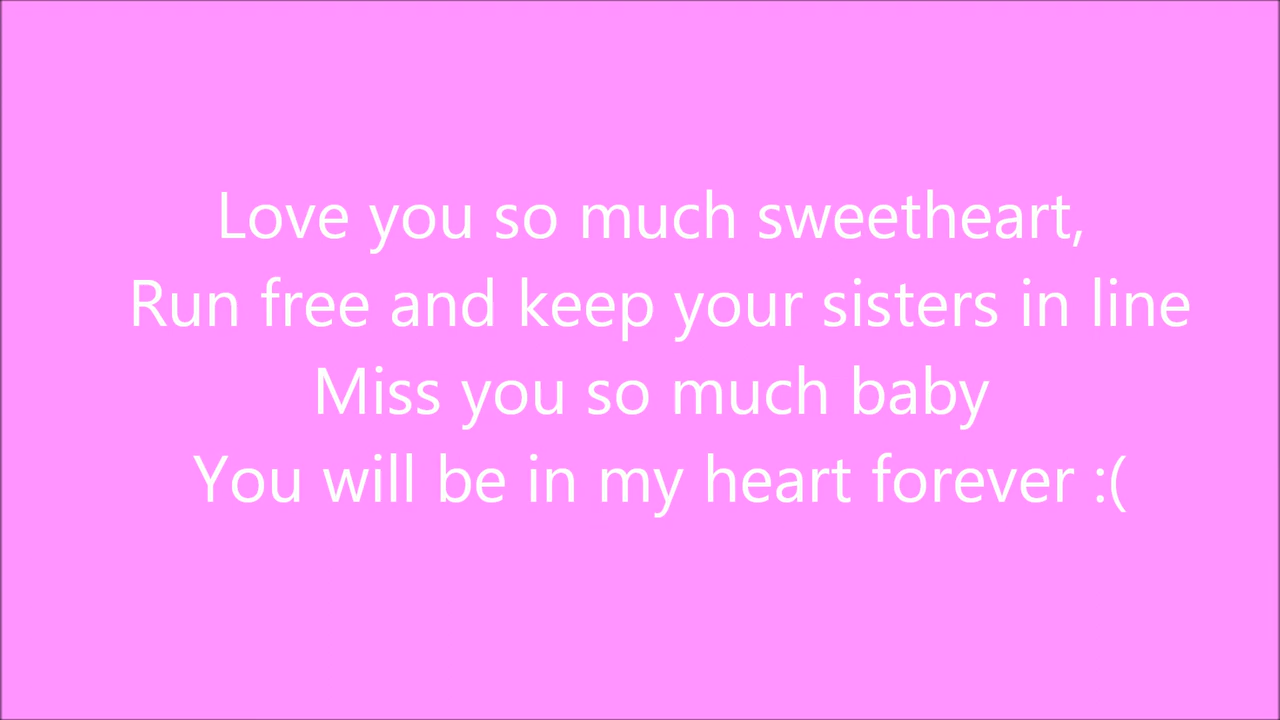 Love you so much sweetheart,
Run free and keep your sisters in line
Miss you so much baby
You will be in my heart forever :(